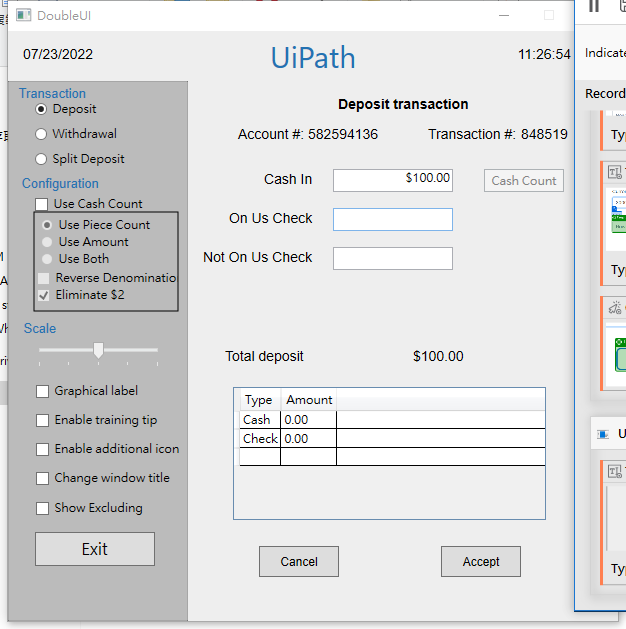 DoubleUI
07/23/2022
UiPath
11:26:54
Transaction
Deposit
Withdrawal
Split Deposit
Configuration
Use Cash Count
Use Piece Count
Use Amount
Use Both
Reverse Denominatio
Eliminate $2
Scale
Graphical label
Enable training tip
Enable additional icon
Change window title
Show Excluding
Exit
Deposit transaction
Account #: 582594136 Transaction #: 848519
Cash In $100.00 Cash Count
On Us Check
Not On Us Check
Total deposit $100.00
Type Amount
Cash 0.00
Check 0.00
Cancel Accept
Indicate
Record
Ty
Ty
U
Ty